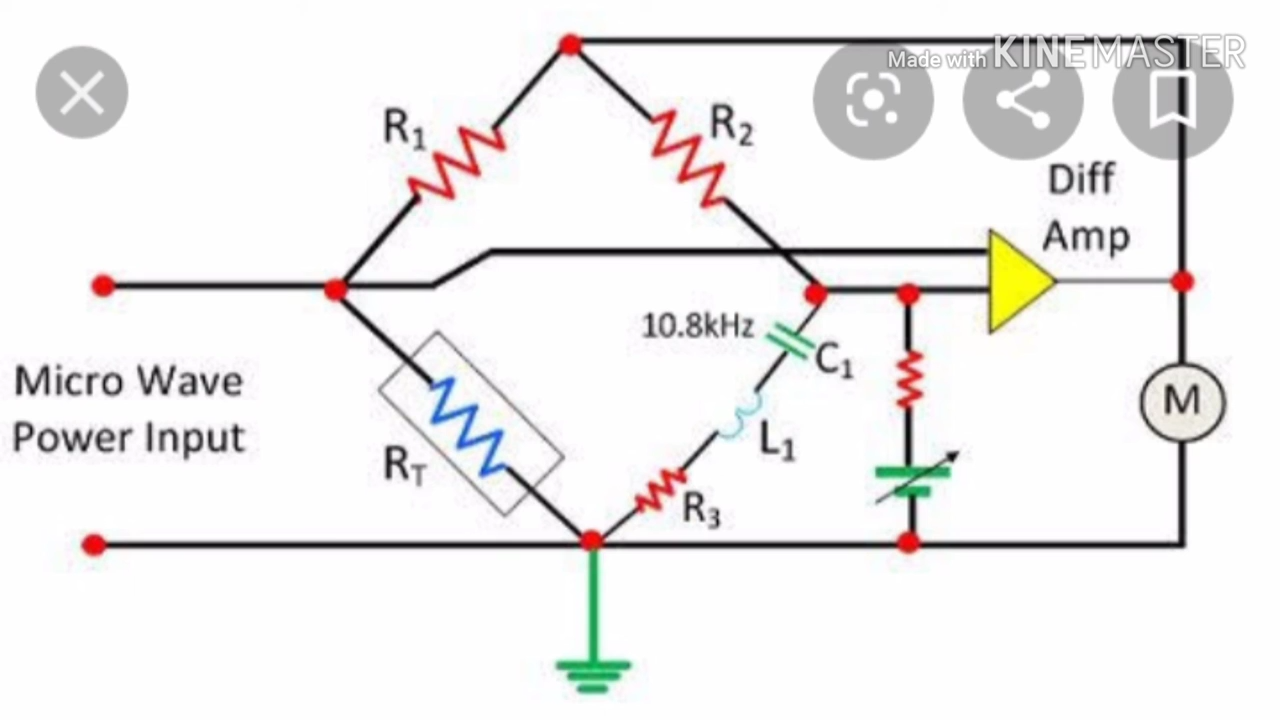 Made with KINEMASTER
R1
R2
Diff
Amp
10.8kHz
C1
Micro Wave
Power Input
M
L1
RT
R3